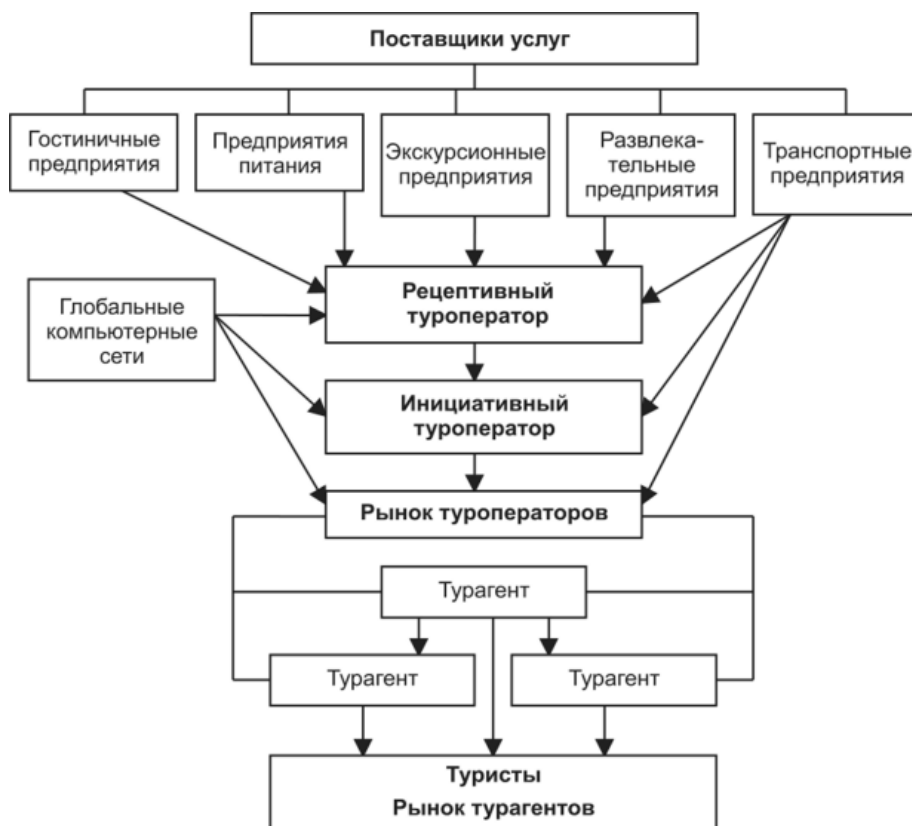 Поставщики услуг
Гостиничные
предприятия
Предприятия
питания
Экскурсионные
предприятия
Развлека-
тельные
предприятия
Транспортные
предприятия
Глобальные
компьютерные
сети
Рецептивный
туроператор
Инициативный
туроператор
Рынок туроператоров
Турагент
Турагент
Турагент
Туристы
Рынок турагентов